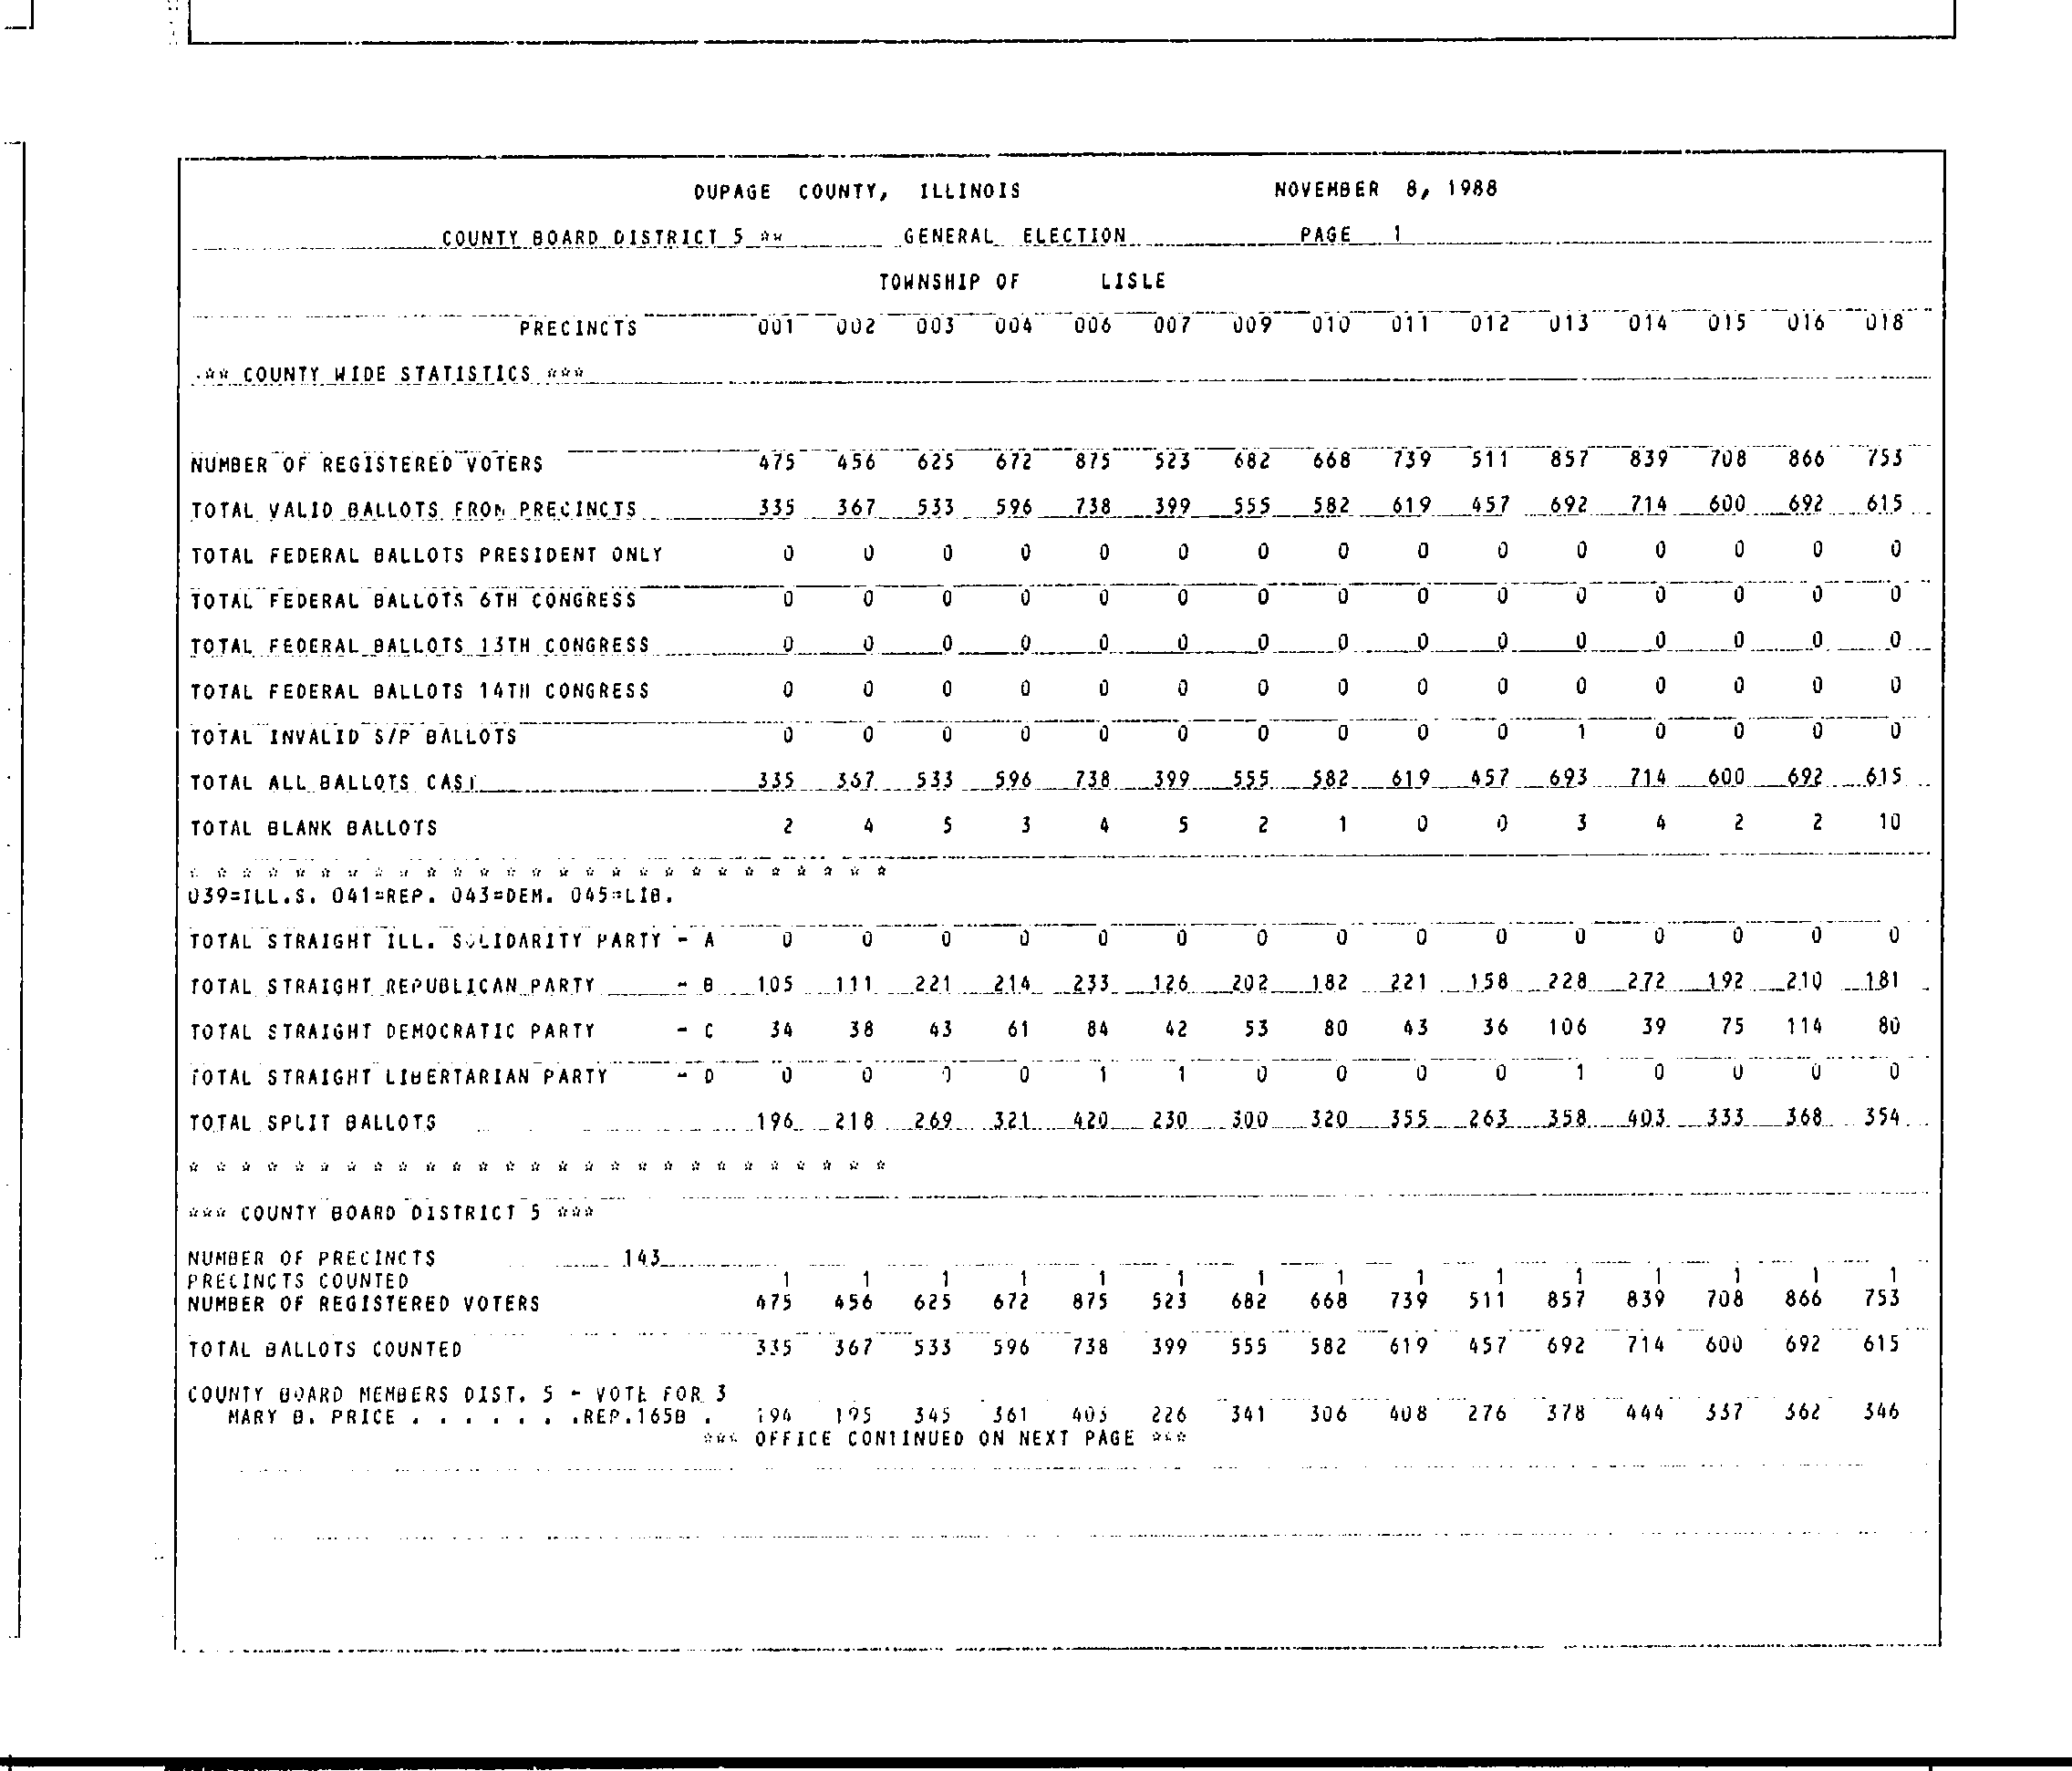 DUPAGE COUNTY, ILLINOIS NOVEMBER 8, 1988
COUNTY BOARD DISTRICT 5 ** GENERAL ELECTION PAGE 1
TOWNSHIP OF LISLE
PRECINCTS 001 002 003 004 006 007 009 010 011 012 013 014 015 016 018
*** COUNTY WIDE STATISTICS ***
NUMBER OF REGISTERED VOTERS 475 456 625 672 875 523 682 668 739 511 857 839 708 866 753
TOTAL VALID BALLOTS FROM PRECINCTS 335 367 533 596 738 399 555 582 619 457 692 714 600 692 615
TOTAL FEDERAL BALLOTS PRESIDENT ONLY 0 0 0 0 0 0 0 0 0 0 0 0 0 0 0
TOTAL FEDERAL BALLOTS 6TH CONGRESS 0 0 0 0 0 0 0 0 0 0 0 0 0 0 0
TOTAL FEDERAL BALLOTS 13TH CONGRESS 0 0 0 0 0 0 0 0 0 0 0 0 0 0 0
TOTAL FEDERAL BALLOTS 14TH CONGRESS 0 0 0 0 0 0 0 0 0 0 0 0 0 0 0
TOTAL INVALID S/P BALLOTS 0 0 0 0 0 0 0 0 0 0 1 0 0 0 0
TOTAL ALL BALLOTS CAST 335 367 533 596 738 399 555 582 619 457 693 714 600 692 615
TOTAL BLANK BALLOTS 2 4 5 3 4 5 2 1 0 0 3 4 2 2 10
* * * * * * * * * * * * * * * * * * * * * * * * * * *
039=ILL.S. 041=REP. 043=DEM. 045=LIB.
TOTAL STRAIGHT ILL. SOLIDARITY PARTY - A 0 0 0 0 0 0 0 0 0 0 0 0 0 0 0
TOTAL STRAIGHT REPUBLICAN PARTY - B 105 111 221 214 233 126 202 182 221 158 228 272 192 210 181
TOTAL STRAIGHT DEMOCRATIC PARTY - C 34 38 43 61 84 42 53 80 43 36 106 39 75 114 80
TOTAL STRAIGHT LIBERTARIAN PARTY - D 0 0 0 0 1 1 0 0 0 0 1 0 0 0 0
TOTAL SPLIT BALLOTS 196 218 269 321 420 230 300 320 355 263 358 403 333 368 354
* * * * * * * * * * * * * * * * * * * * * * * * * * *
*** COUNTY BOARD DISTRICT 5 ***
NUMBER OF PRECINCTS 143
PRECINCTS COUNTED 1 1 1 1 1 1 1 1 1 1 1 1 1 1 1
NUMBER OF REGISTERED VOTERS 475 456 625 672 875 523 682 668 739 511 857 839 708 866 753
TOTAL BALLOTS COUNTED 335 367 533 596 738 399 555 582 619 457 692 714 600 692 615
COUNTY BOARD MEMBERS DIST. 5 - VOTE FOR 3
MARY B. PRICE . . . . . . .REP.165B . 194 195 345 361 403 226 341 306 408 276 378 444 337 362 346
*** OFFICE CONTINUED ON NEXT PAGE ***